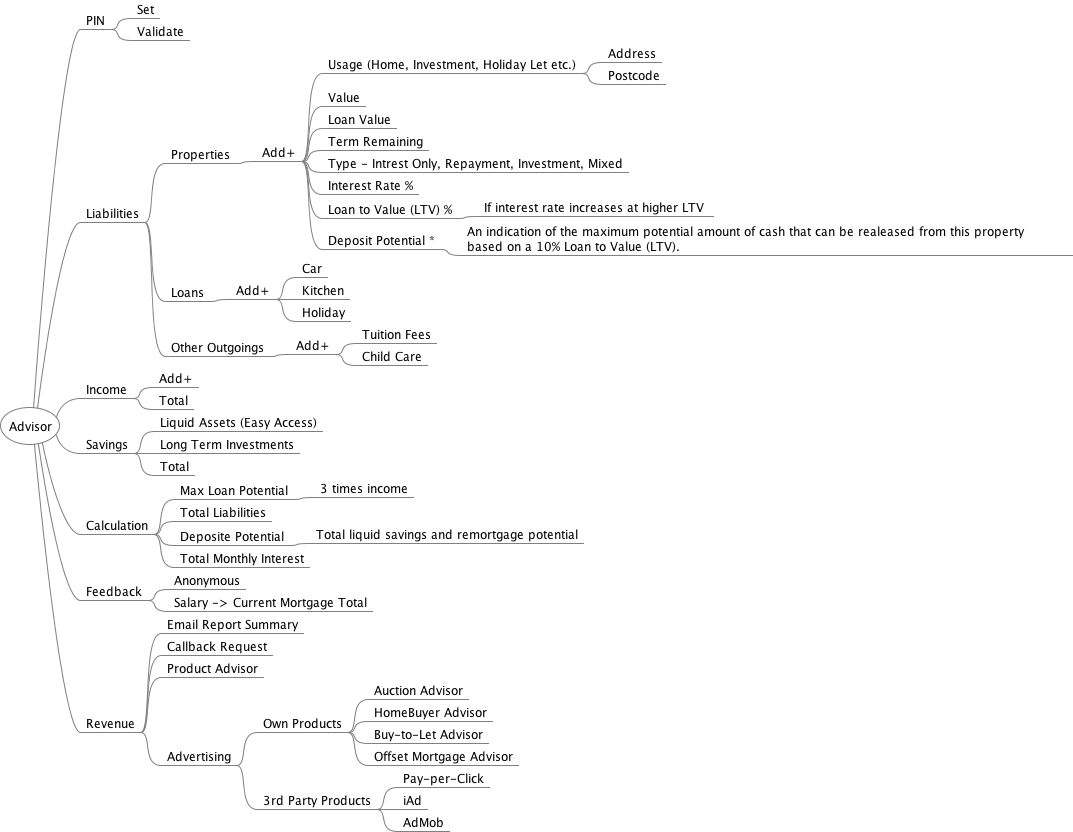 Advisor
PIN
Set
Validate
Liabilities
Properties
Add+
Usage (Home, Investment, Holiday Let etc.)
Address
Postcode
Value
Loan Value
Term Remaining
Type - Intrest Only, Repayment, Investment, Mixed
Interest Rate %
Loan to Value (LTV) %
If interest rate increases at higher LTV
Deposit Potential *
An indication of the maximum potential amount of cash that can be realeased from this property
based on a 10% Loan to Value (LTV).
Loans
Add+
Car
Kitchen
Holiday
Other Outgoings
Add+
Tuition Fees
Child Care
Income
Add+
Total
Savings
Liquid Assets (Easy Access)
Long Term Investments
Total
Calculation
Max Loan Potential
3 times income
Total Liabilities
Deposite Potential
Total liquid savings and remortgage potential
Total Monthly Interest
Feedback
Anonymous
Salary -> Current Mortgage Total
Revenue
Email Report Summary
Callback Request
Product Advisor
Advertising
Own Products
Auction Advisor
HomeBuyer Advisor
Buy-to-Let Advisor
Offset Mortgage Advisor
3rd Party Products
Pay-per-Click
iAd
AdMob